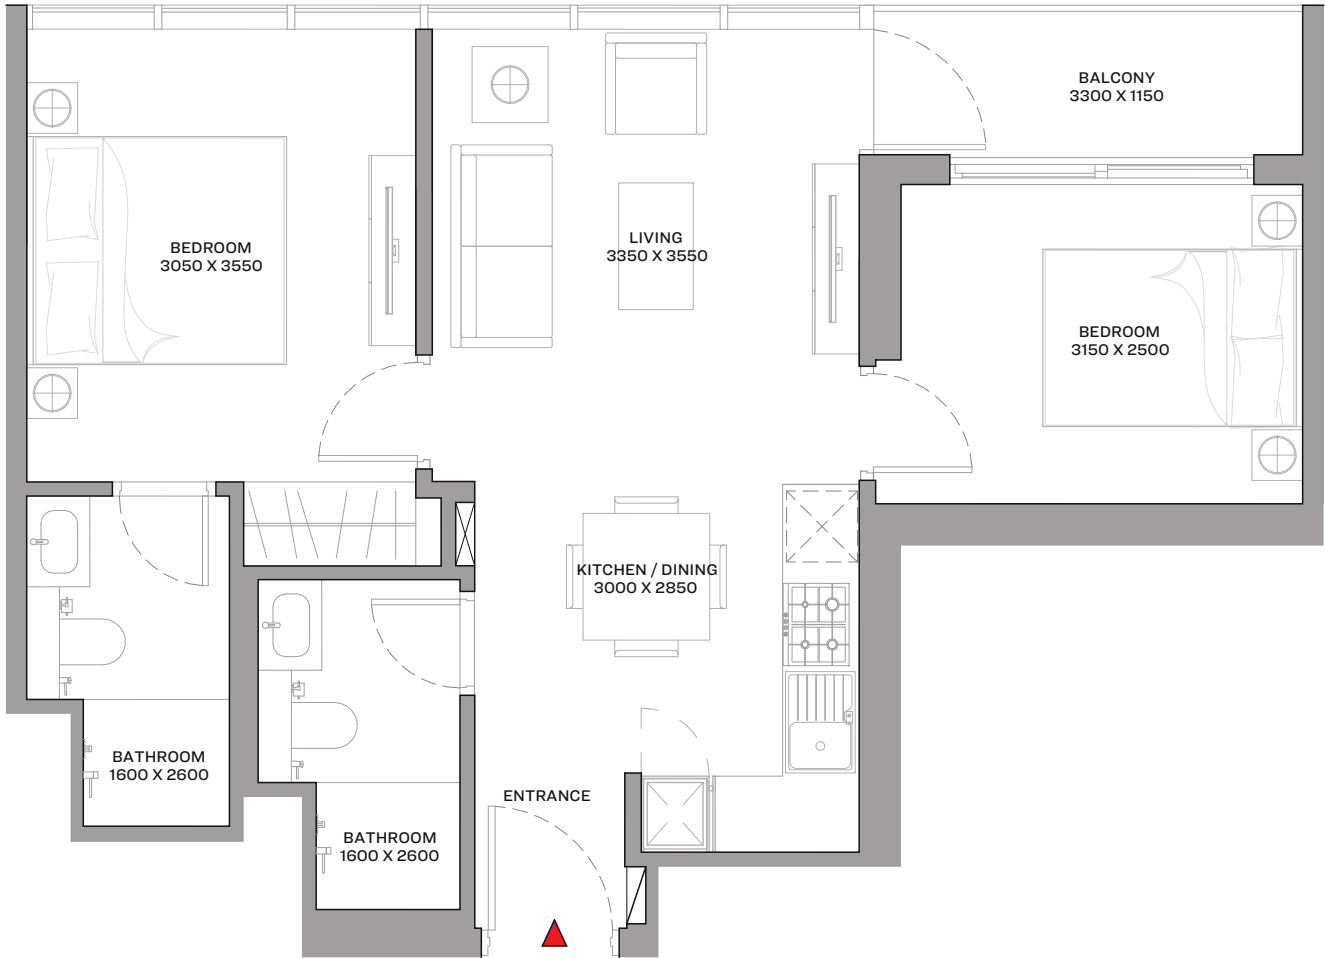 BALCONY
3300 X 1150
BEDROOM
3050 X 3550
LIVING
3350 X 3550
BEDROOM
3150 X 2500
KITCHEN / DINING
3000 X 2850
BATHROOM
1600 X 2600
ENTRANCE
BATHROOM
1600 X 2600